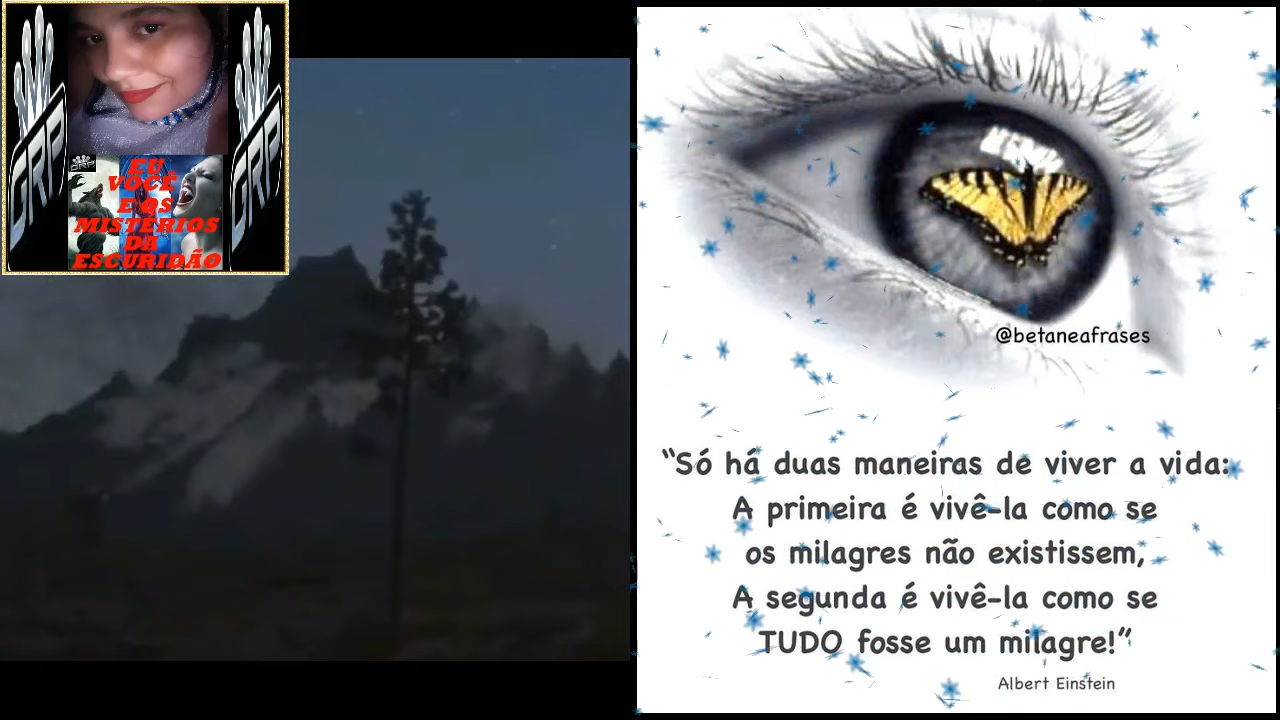 GRP
GRP
GRP
EU
VOCÊ
E OS
MISTÉRIOS
DA
ESCURIDÃO
@betaneafrases
“Só há duas maneiras de viver a vida:
A primeira é vivê-la como se
os milagres não existissem,
A segunda é vivê-la como se
TUDO fosse um milagre!”
Albert Einstein